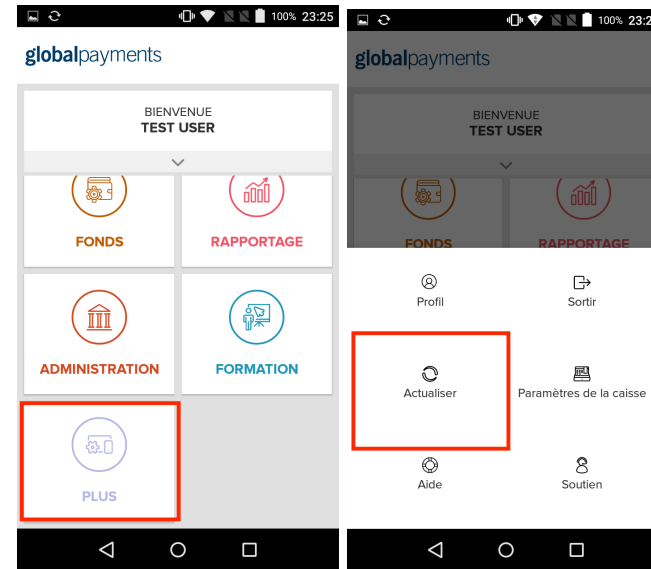 100% 23:25
globalpayments
BIENVENUE
TEST USER
FONDS
RAPPORTAGE
ADMINISTRATION
FORMATION
PLUS
100% 23:2
globalpayments
BIENVENUE
TEST USER
FONDS
RAPPORTAGE
Profil
Sortir
Actualiser
Paramètres de la caisse
Aide
Soutien